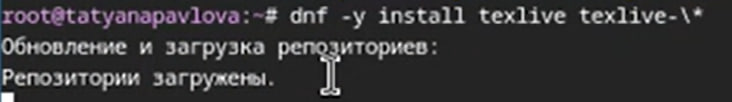 root@tatyanapavlova:~# dnf -y install texlive texlive-\*
Обновление и загрузка репозиториев:
Репозитории загружены.